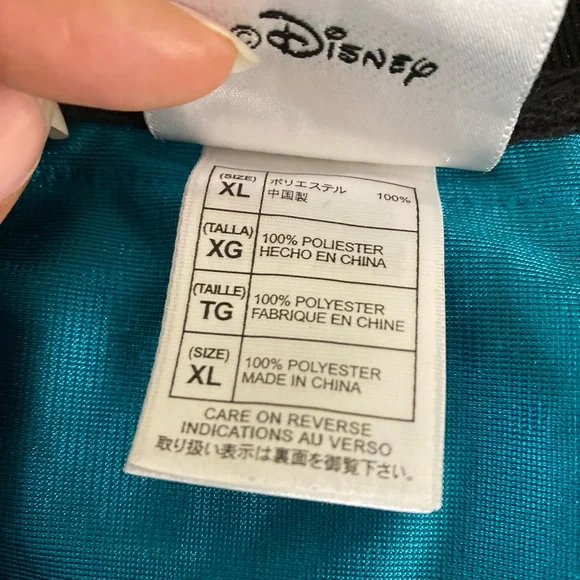 © Disney
(SIZE)
XL
ポリエステル 100%
中国製
(TALLA)
XG
100% POLIESTER
HECHO EN CHINA
(TAILLE)
TG
100% POLYESTER
FABRIQUE EN CHINE
(SIZE)
XL
100% POLYESTER
MADE IN CHINA
CARE ON REVERSE
INDICATIONS AU VERSO
取り扱い表示は裏面を御覧下さい。